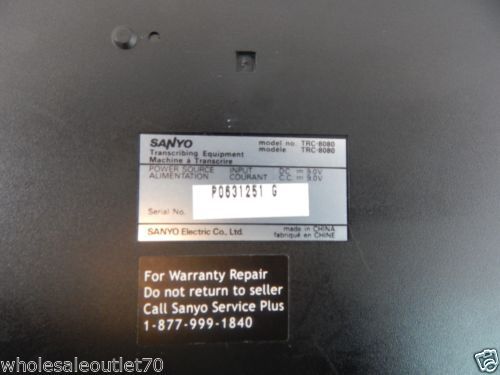 SANYO model no. TRC-8080
Transcribing Equipment modèle TRC-8080
Machine à Transcrire
POWER SOURCE INPUT DC ⎓ 9.0V
ALIMENTATION COURANT C.C ⎓ 9.0V
P0631251 G
Serial No.
SANYO Electric Co., Ltd. made in CHINA
fabriqué en CHINE
For Warranty Repair
Do not return to seller
Call Sanyo Service Plus
1-877-999-1840
wholesaleoutlet70